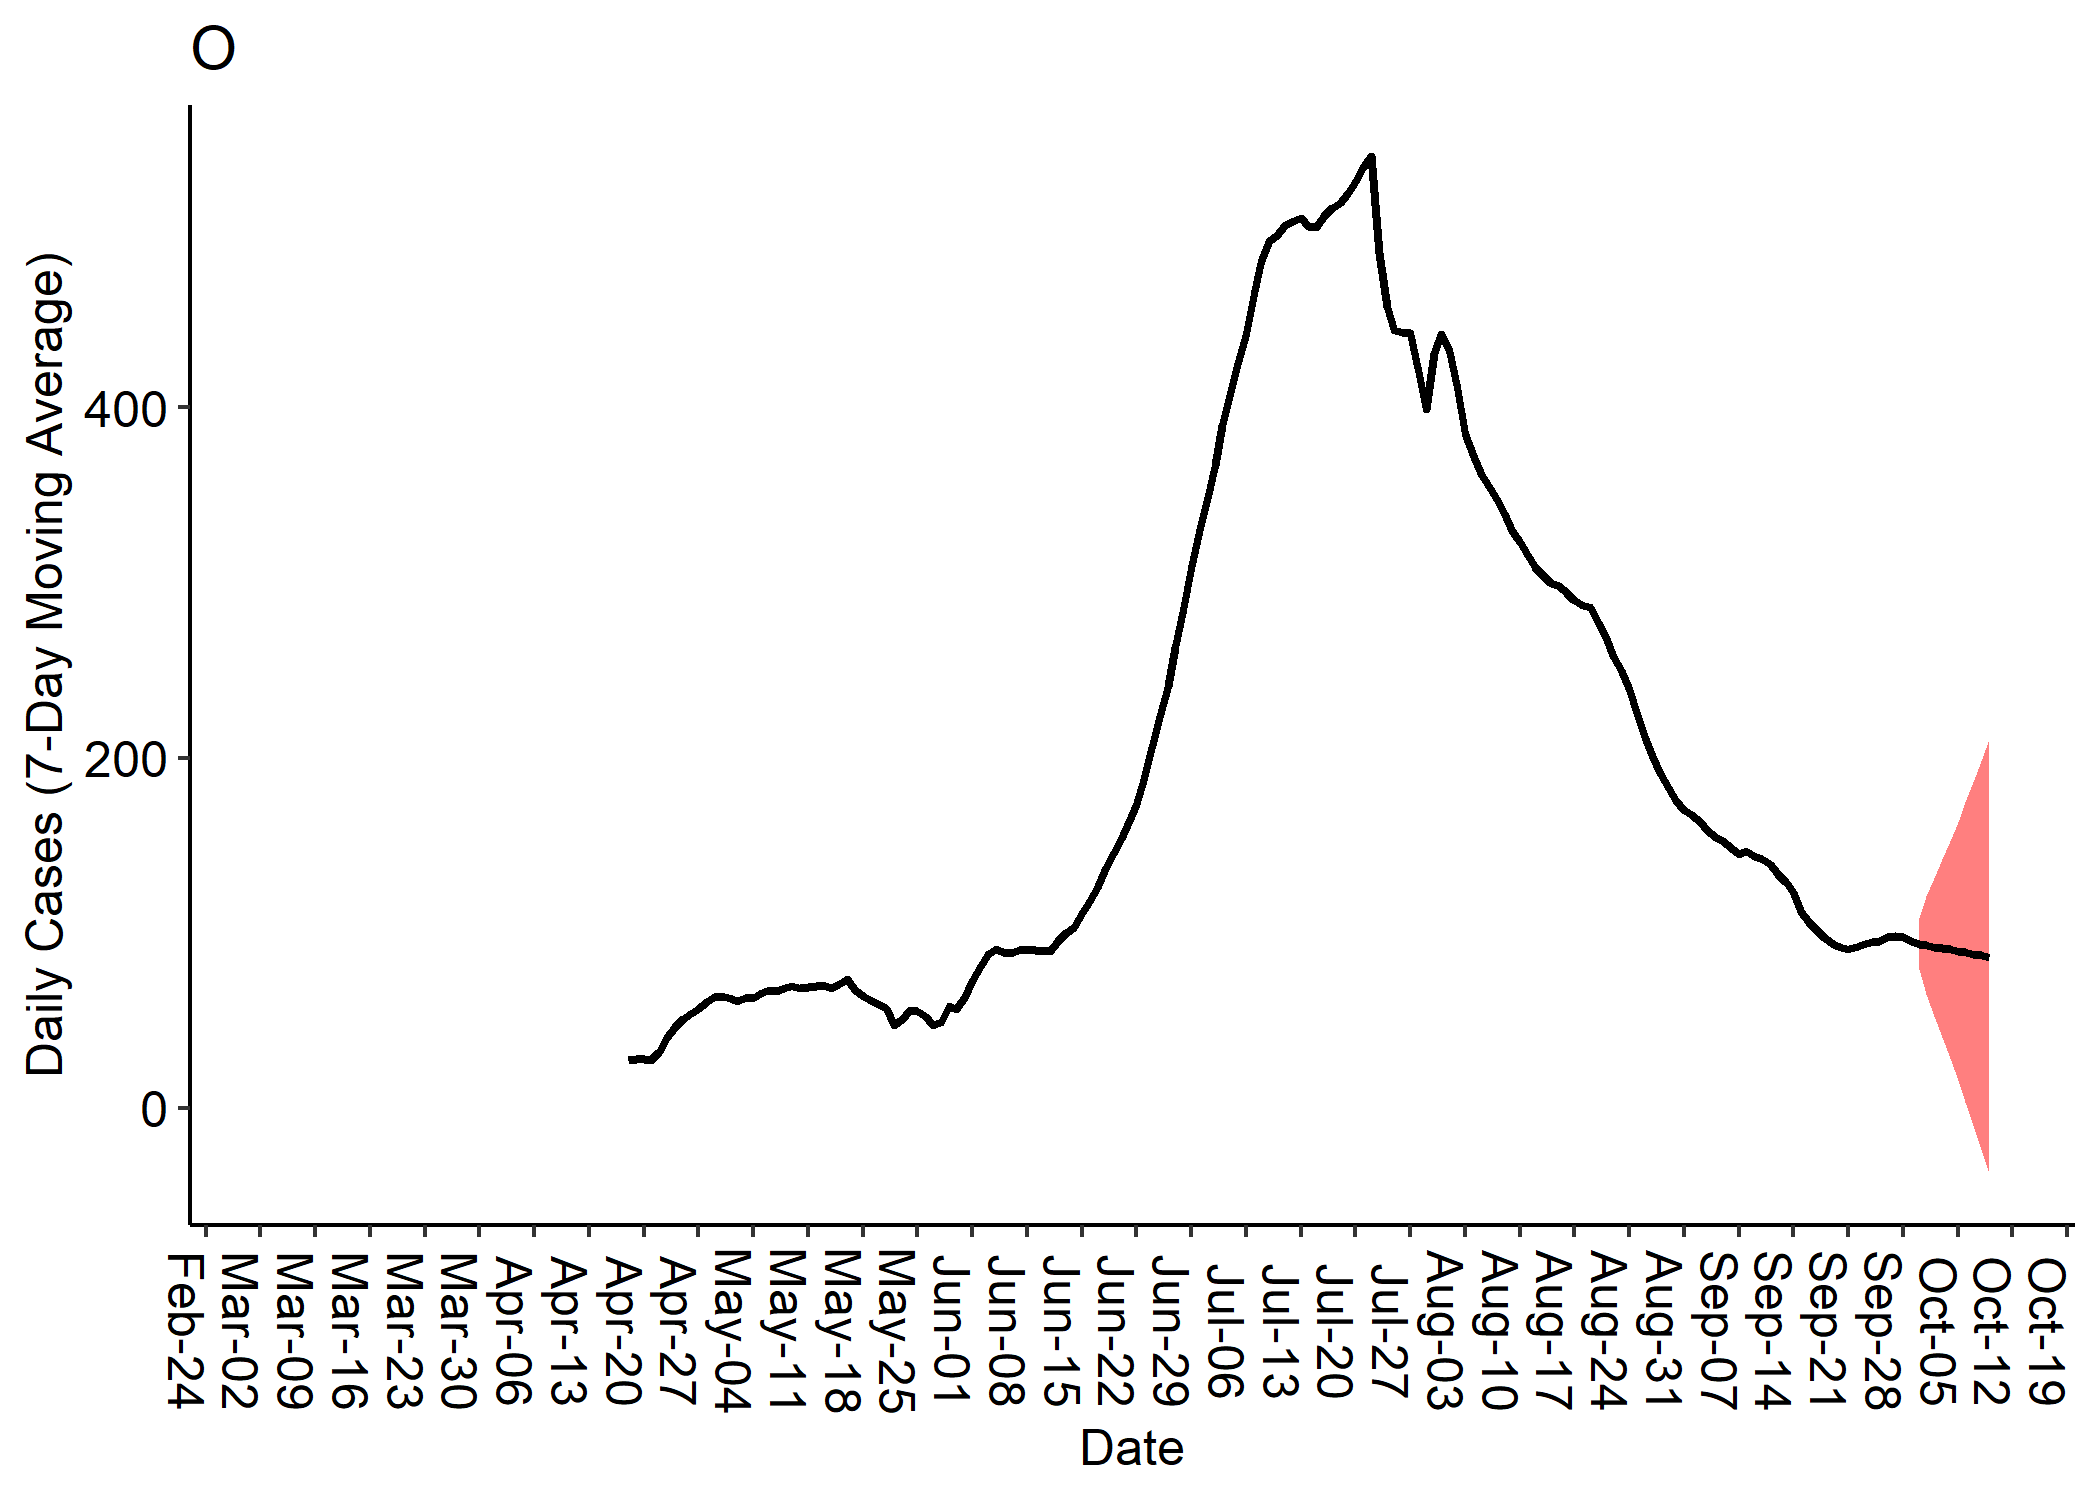 O
Daily Cases (7-Day Moving Average)
400
200
0
Feb-24
Mar-02
Mar-09
Mar-16
Mar-23
Mar-30
Apr-06
Apr-13
Apr-20
Apr-27
May-04
May-11
May-18
May-25
Jun-01
Jun-08
Jun-15
Jun-22
Jun-29
Jul-06
Jul-13
Jul-20
Jul-27
Aug-03
Aug-10
Aug-17
Aug-24
Aug-31
Sep-07
Sep-14
Sep-21
Sep-28
Oct-05
Oct-12
Oct-19
Date